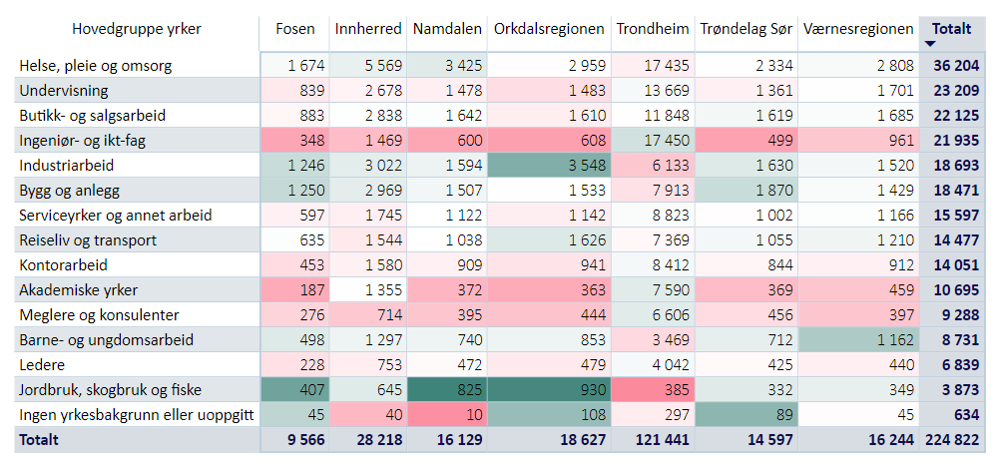 Hovedgruppe yrker Fosen Innherred Namdalen Orkdalsregionen Trondheim Trøndelag Sør Værnesregionen Totalt
Helse, pleie og omsorg 1 674 5 569 3 425 2 959 17 435 2 334 2 808 36 204
Undervisning 839 2 678 1 478 1 483 13 669 1 361 1 701 23 209
Butikk- og salgsarbeid 883 2 838 1 642 1 610 11 848 1 619 1 685 22 125
Ingeniør- og ikt-fag 348 1 469 600 608 17 450 499 961 21 935
Industriarbeid 1 246 3 022 1 594 3 548 6 133 1 630 1 520 18 693
Bygg og anlegg 1 250 2 969 1 507 1 533 7 913 1 870 1 429 18 471
Serviceyrker og annet arbeid 597 1 745 1 122 1 142 8 823 1 002 1 166 15 597
Reiseliv og transport 635 1 544 1 038 1 626 7 369 1 055 1 210 14 477
Kontorarbeid 453 1 580 909 941 8 412 844 912 14 051
Akademiske yrker 187 1 355 372 363 7 590 369 459 10 695
Meglere og konsulenter 276 714 395 444 6 606 456 397 9 288
Barne- og ungdomsarbeid 498 1 297 740 853 3 469 712 1 162 8 731
Ledere 228 753 472 479 4 042 425 440 6 839
Jordbruk, skogbruk og fiske 407 645 825 930 385 332 349 3 873
Ingen yrkesbakgrunn eller uoppgitt 45 40 10 108 297 89 45 634
Totalt 9 566 28 218 16 129 18 627 121 441 14 597 16 244 224 822